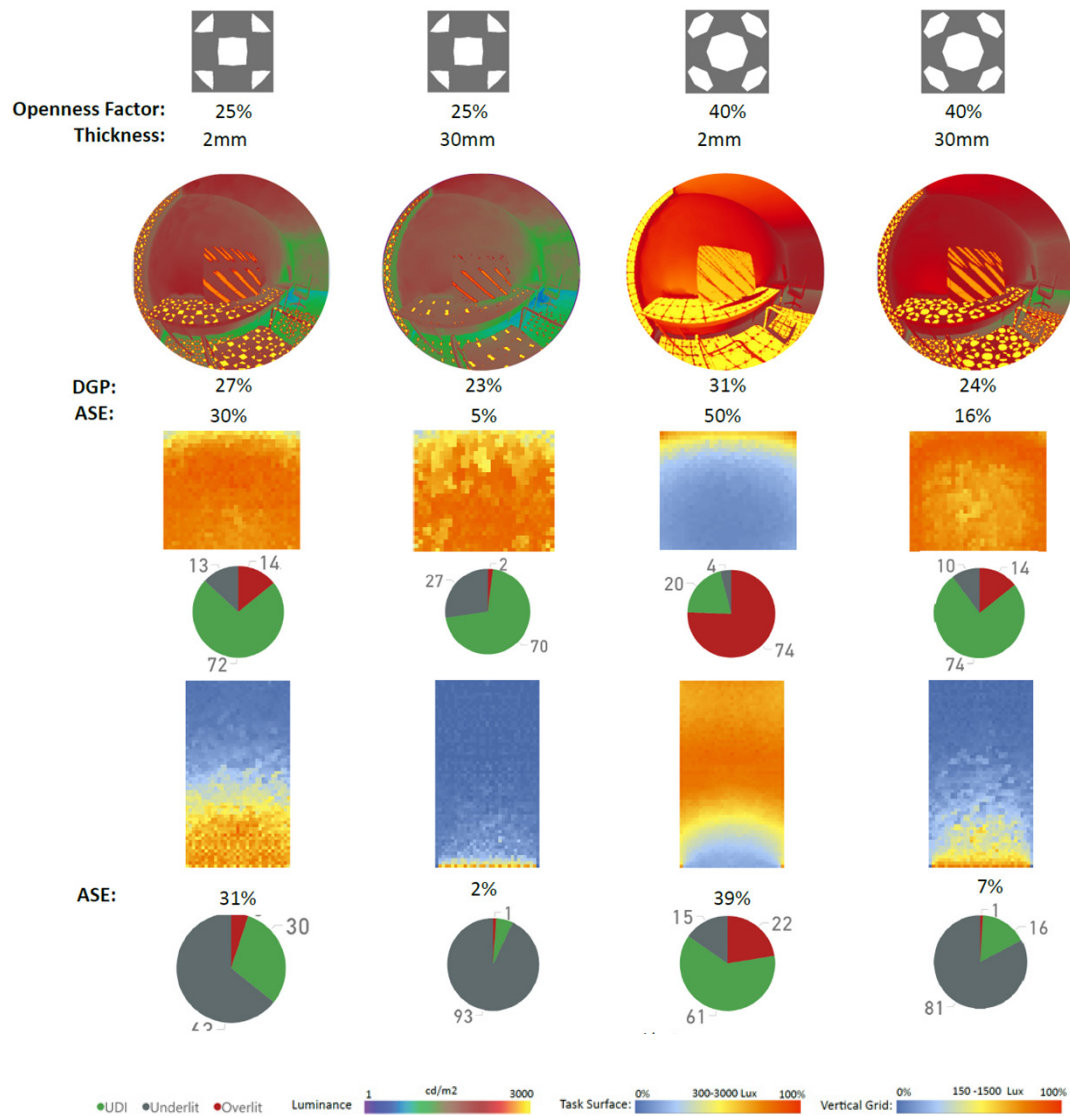 Openness Factor: 25% 25% 40% 40%
Thickness: 2mm 30mm 2mm 30mm
DGP: 27% 23% 31% 24%
ASE: 30% 5% 50% 16%
13 14 2 4 10 14
27 20
72 70 74 74
ASE: 31% 2% 39% 7%
30 1 15 22 1 16
93 61 81
UDI Underlit Overlit Luminance 1 cd/m2 3000 Task Surface: 0% 300-3000 Lux 100% Vertical Grid: 0% 150 -1500 Lux 100%